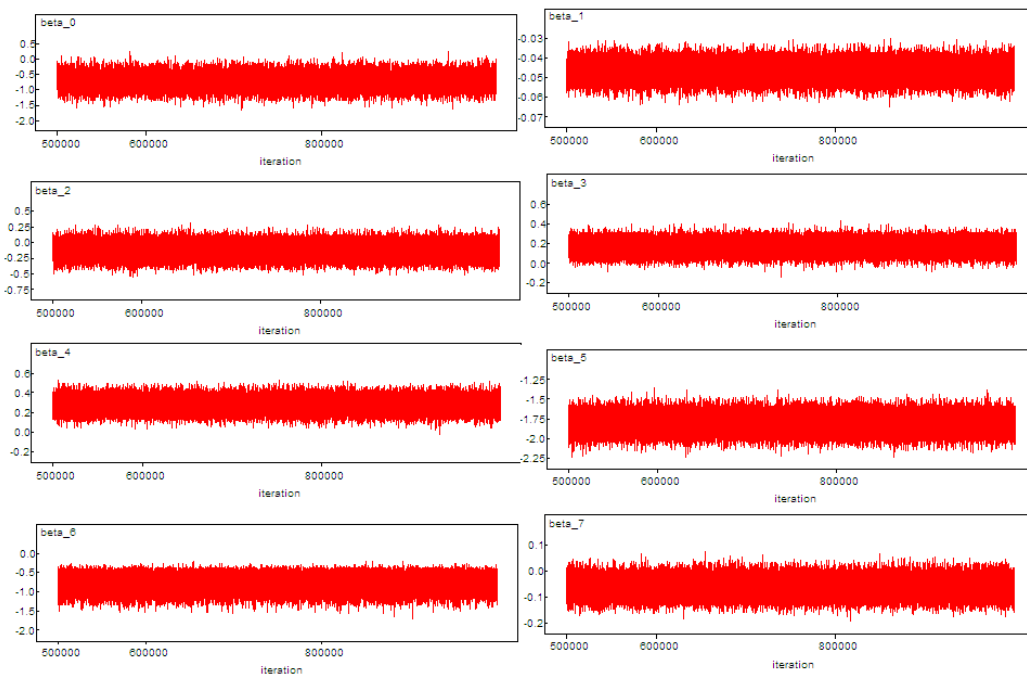 beta_0
0.5
0.0
-0.5
-1.0
-1.5
-2.0
500000 600000 800000
iteration
beta_1
-0.03
-0.04
-0.05
-0.06
-0.07
500000 600000 800000
iteration
beta_2
0.5
0.25
0.0
-0.25
-0.5
-0.75
500000 600000 800000
iteration
beta_3
0.6
0.4
0.2
0.0
-0.2
500000 600000 800000
iteration
beta_4
0.6
0.4
0.2
0.0
-0.2
500000 600000 800000
iteration
beta_5
-1.25
-1.5
-1.75
-2.0
-2.25
500000 600000 800000
iteration
beta_6
0.0
-0.5
-1.0
-1.5
-2.0
500000 600000 800000
iteration
beta_7
0.1
0.0
-0.1
-0.2
500000 600000 800000
iteration